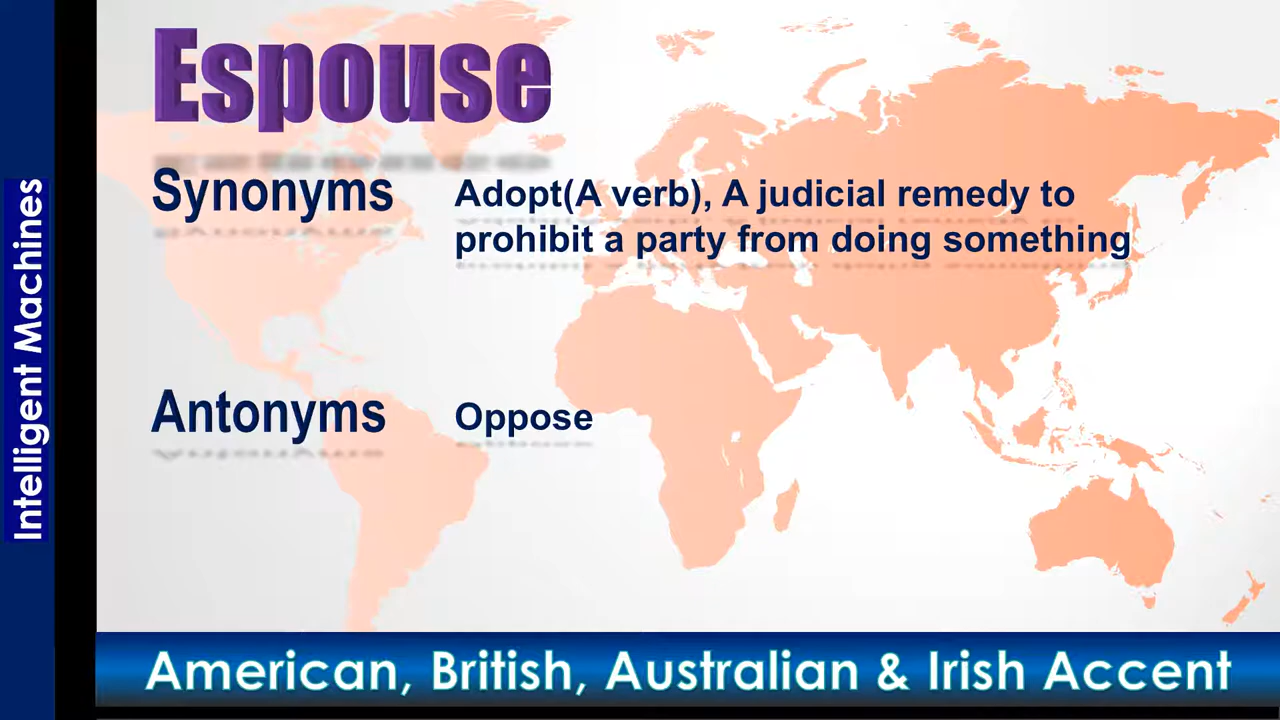 Espouse
Synonyms
Adopt(A verb), A judicial remedy to
prohibit a party from doing something
Antonyms
Oppose
Intelligent Machines
American, British, Australian & Irish Accent